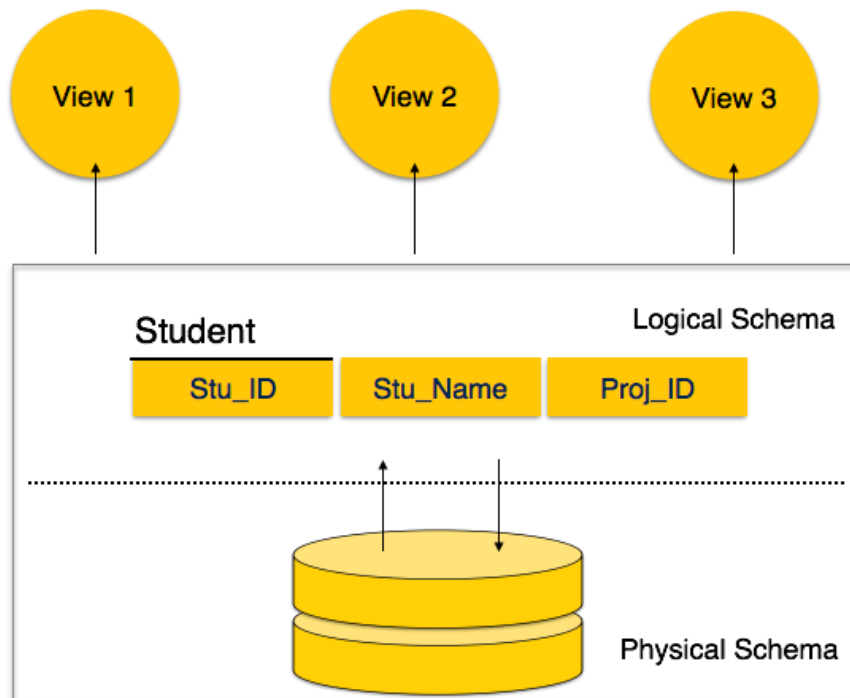 View 1
View 2
View 3
Logical Schema
Student
Stu_ID
Stu_Name
Proj_ID
Physical Schema